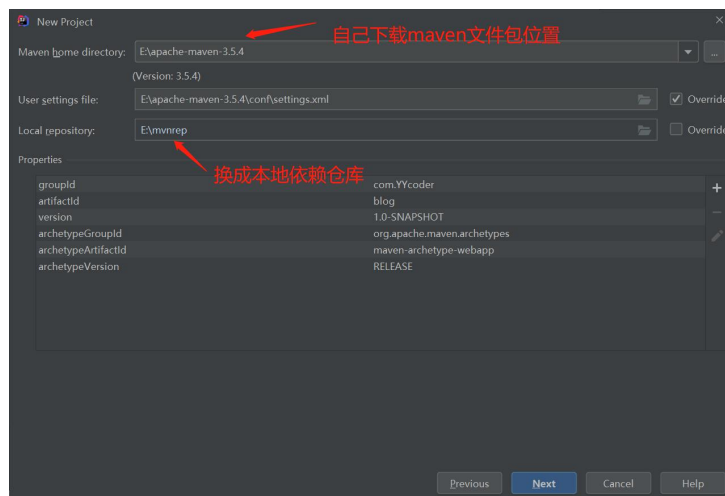 New Project
自己下载maven文件包位置
Maven home directory: E:\apache-maven-3.5.4
(Version: 3.5.4)
User settings file: E:\apache-maven-3.5.4\conf\settings.xml Override
Local repository: E:\mvnrep Override
换成本地依赖仓库
Properties
groupId com.YYcoder
artifactId blog
version 1.0-SNAPSHOT
archetypeGroupId org.apache.maven.archetypes
archetypeArtifactId maven-archetype-webapp
archetypeVersion RELEASE
Previous Next Cancel Help